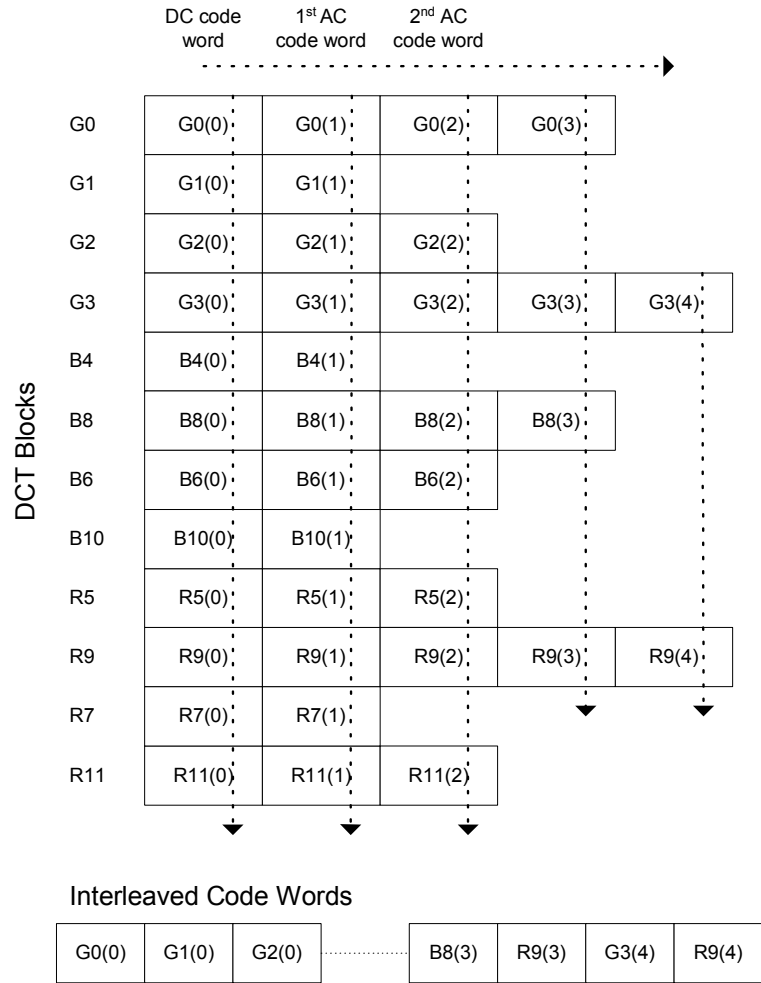 DC code word
1st AC code word
2nd AC code word
DCT Blocks
G0 G0(0) G0(1) G0(2) G0(3)
G1 G1(0) G1(1)
G2 G2(0) G2(1) G2(2)
G3 G3(0) G3(1) G3(2) G3(3) G3(4)
B4 B4(0) B4(1)
B8 B8(0) B8(1) B8(2) B8(3)
B6 B6(0) B6(1) B6(2)
B10 B10(0) B10(1)
R5 R5(0) R5(1) R5(2)
R9 R9(0) R9(1) R9(2) R9(3) R9(4)
R7 R7(0) R7(1)
R11 R11(0) R11(1) R11(2)
Interleaved Code Words
G0(0) G1(0) G2(0) B8(3) R9(3) G3(4) R9(4)